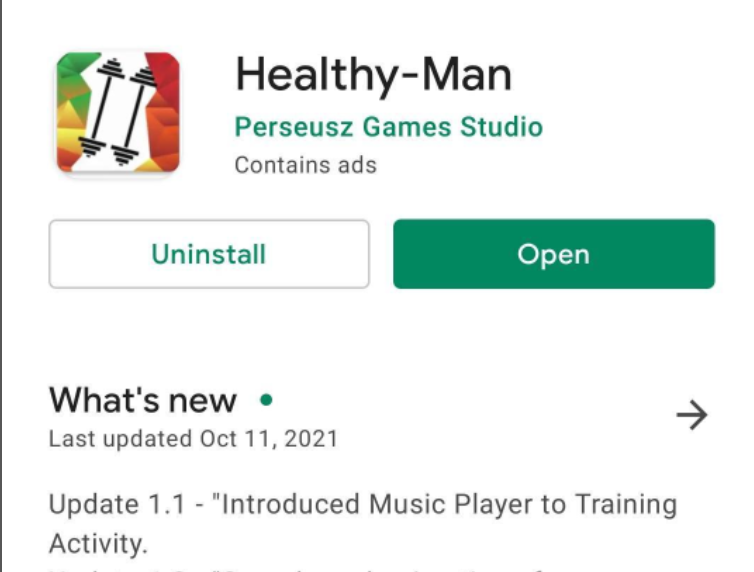 Healthy-Man
Perseusz Games Studio
Contains ads
Uninstall
Open
What's new
Last updated Oct 11, 2021
Update 1.1 - "Introduced Music Player to Training
Activity.